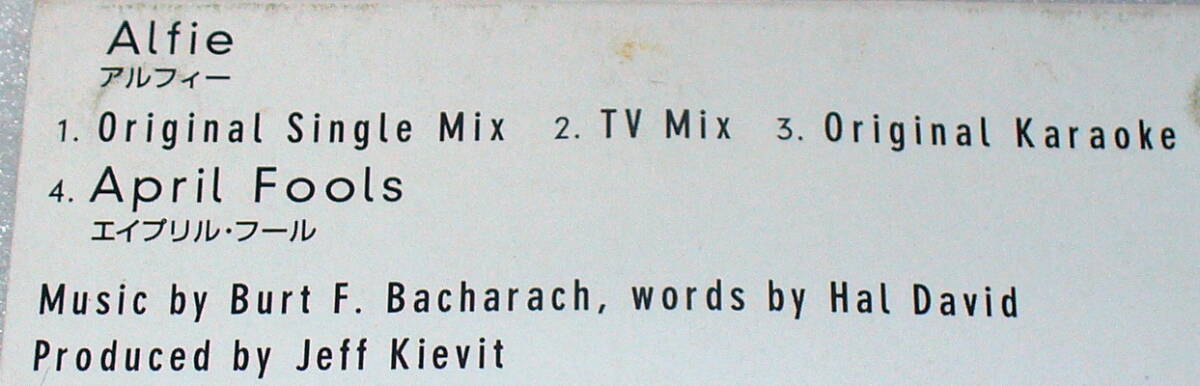 Alfie
アルフィー
1. Original Single Mix 2. TV Mix 3. Original Karaoke
4. April Fools
エイプリル・フール
Music by Burt F. Bacharach, words by Hal David
Produced by Jeff Kievit